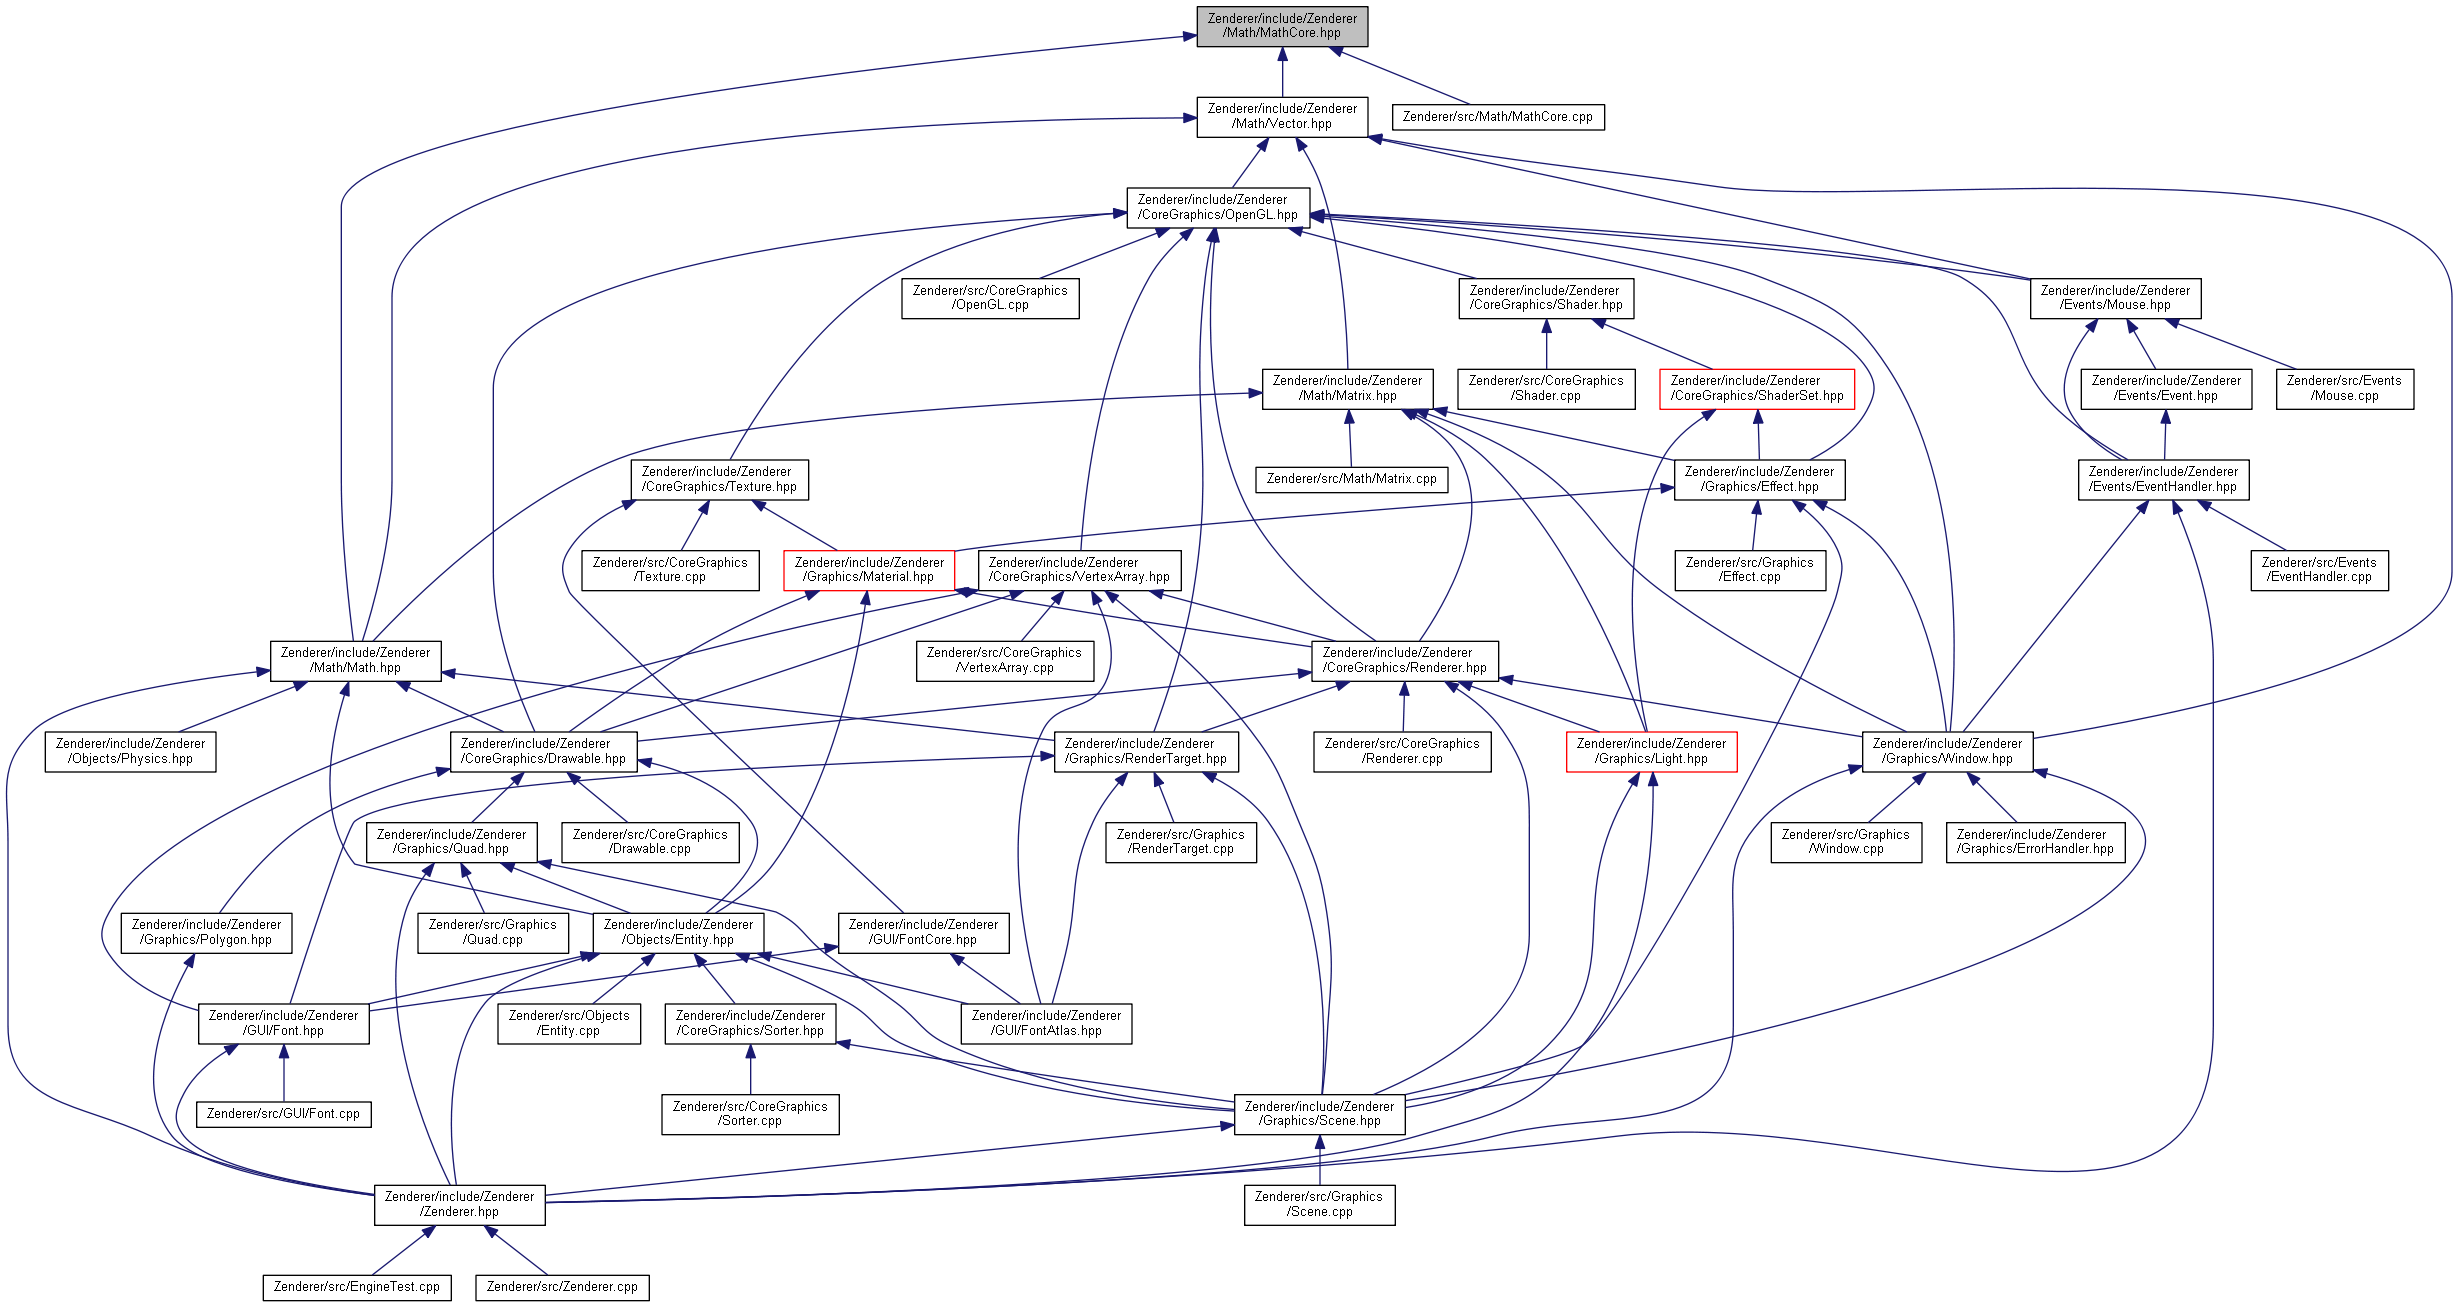 Zenderer/include/Zenderer
/Math/MathCore.hpp
Zenderer/include/Zenderer
/Math/Vector.hpp
Zenderer/src/Math/MathCore.cpp
Zenderer/include/Zenderer
/CoreGraphics/OpenGL.hpp
Zenderer/src/CoreGraphics
/OpenGL.cpp
Zenderer/include/Zenderer
/CoreGraphics/Shader.hpp
Zenderer/include/Zenderer
/Events/Mouse.hpp
Zenderer/include/Zenderer
/Math/Matrix.hpp
Zenderer/src/CoreGraphics
/Shader.cpp
Zenderer/include/Zenderer
/CoreGraphics/ShaderSet.hpp
Zenderer/include/Zenderer
/Events/Event.hpp
Zenderer/src/Events
/Mouse.cpp
Zenderer/include/Zenderer
/CoreGraphics/Texture.hpp
Zenderer/src/Math/Matrix.cpp
Zenderer/include/Zenderer
/Graphics/Effect.hpp
Zenderer/include/Zenderer
/Events/EventHandler.hpp
Zenderer/src/CoreGraphics
/Texture.cpp
Zenderer/include/Zenderer
/Graphics/Material.hpp
Zenderer/include/Zenderer
/CoreGraphics/VertexArray.hpp
Zenderer/src/Graphics
/Effect.cpp
Zenderer/src/Events
/EventHandler.cpp
Zenderer/include/Zenderer
/Math/Math.hpp
Zenderer/src/CoreGraphics
/VertexArray.cpp
Zenderer/include/Zenderer
/CoreGraphics/Renderer.hpp
Zenderer/include/Zenderer
/Objects/Physics.hpp
Zenderer/include/Zenderer
/CoreGraphics/Drawable.hpp
Zenderer/include/Zenderer
/Graphics/RenderTarget.hpp
Zenderer/src/CoreGraphics
/Renderer.cpp
Zenderer/include/Zenderer
/Graphics/Light.hpp
Zenderer/include/Zenderer
/Graphics/Window.hpp
Zenderer/include/Zenderer
/Graphics/Quad.hpp
Zenderer/src/CoreGraphics
/Drawable.cpp
Zenderer/src/Graphics
/RenderTarget.cpp
Zenderer/src/Graphics
/Window.cpp
Zenderer/include/Zenderer
/Graphics/ErrorHandler.hpp
Zenderer/include/Zenderer
/Graphics/Polygon.hpp
Zenderer/src/Graphics
/Quad.cpp
Zenderer/include/Zenderer
/Objects/Entity.hpp
Zenderer/include/Zenderer
/GUI/FontCore.hpp
Zenderer/include/Zenderer
/GUI/Font.hpp
Zenderer/src/Objects
/Entity.cpp
Zenderer/include/Zenderer
/CoreGraphics/Sorter.hpp
Zenderer/include/Zenderer
/GUI/FontAtlas.hpp
Zenderer/src/GUI/Font.cpp
Zenderer/src/CoreGraphics
/Sorter.cpp
Zenderer/include/Zenderer
/Graphics/Scene.hpp
Zenderer/include/Zenderer
/Zenderer.hpp
Zenderer/src/Graphics
/Scene.cpp
Zenderer/src/EngineTest.cpp
Zenderer/src/Zenderer.cpp